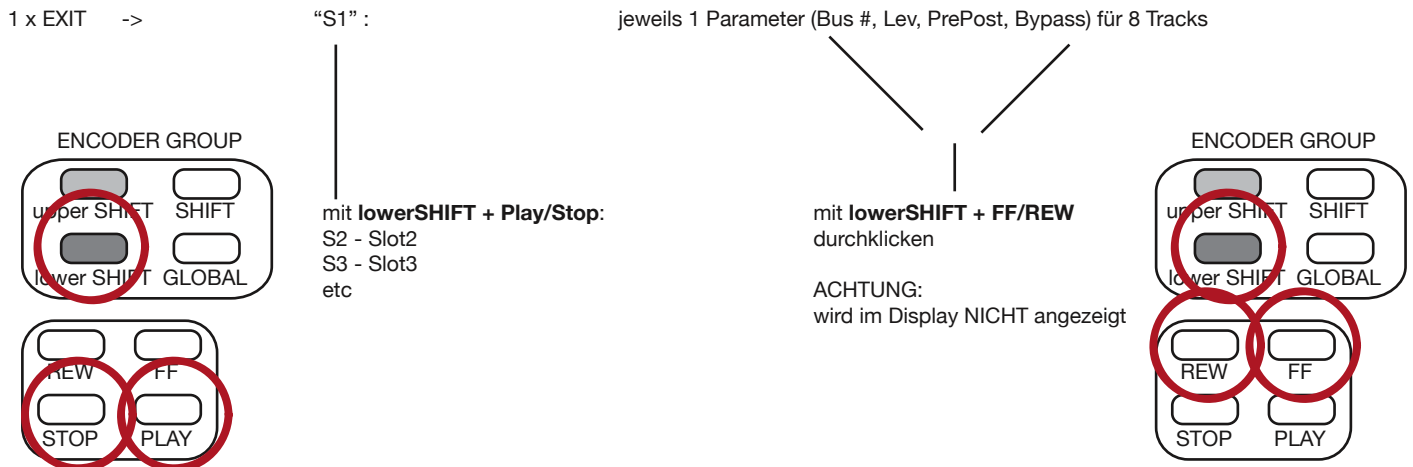 1 x EXIT -> “S1” : jeweils 1 Parameter (Bus #, Lev, PrePost, Bypass) für 8 Tracks
ENCODER GROUP
upper SHIFT SHIFT
lower SHIFT GLOBAL
REW FF
STOP PLAY
mit lowerSHIFT + Play/Stop:
S2 - Slot2
S3 - Slot3
etc
mit lowerSHIFT + FF/REW
durchklicken
ACHTUNG:
wird im Display NICHT angezeigt
ENCODER GROUP
upper SHIFT SHIFT
lower SHIFT GLOBAL
REW FF
STOP PLAY